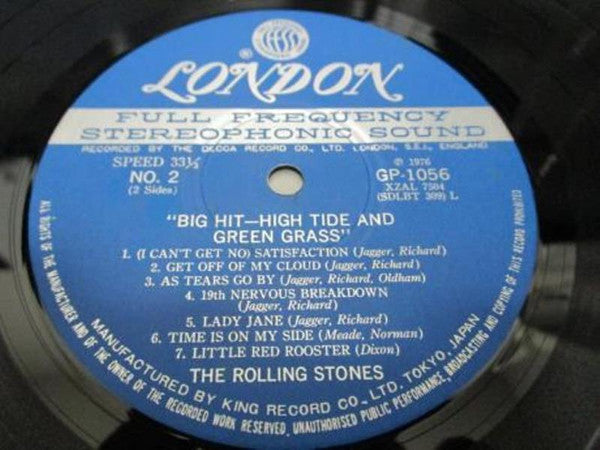 ffss
LONDON
®
FULL FREQUENCY
STEREOPHONIC SOUND
RECORDED BY THE DECCA RECORD CO., LTD. LONDON, S.E.I., ENGLAND
SPEED 33⅓
NO. 2
(2 Sides)
℗ 1976
GP-1056
XZAL 7504
(SDLBT 309) L
"BIG HIT—HIGH TIDE AND
GREEN GRASS"
1. (I CAN'T GET NO) SATISFACTION (Jagger, Richard)
2. GET OFF OF MY CLOUD (Jagger, Richard)
3. AS TEARS GO BY (Jagger, Richard, Oldham)
4. 19th NERVOUS BREAKDOWN
(Jagger, Richard)
5. LADY JANE (Jagger, Richard)
6. TIME IS ON MY SIDE (Meade, Norman)
7. LITTLE RED ROOSTER (Dixon)
THE ROLLING STONES
MANUFACTURED BY KING RECORD CO. LTD. TOKYO, JAPAN
ALL RIGHTS OF THE MANUFACTURER AND OF THE OWNER OF THE RECORDED WORK RESERVED, UNAUTHORISED PUBLIC PERFORMANCE, BROADCASTING AND COPYING OF THIS RECORD PROHIBITED